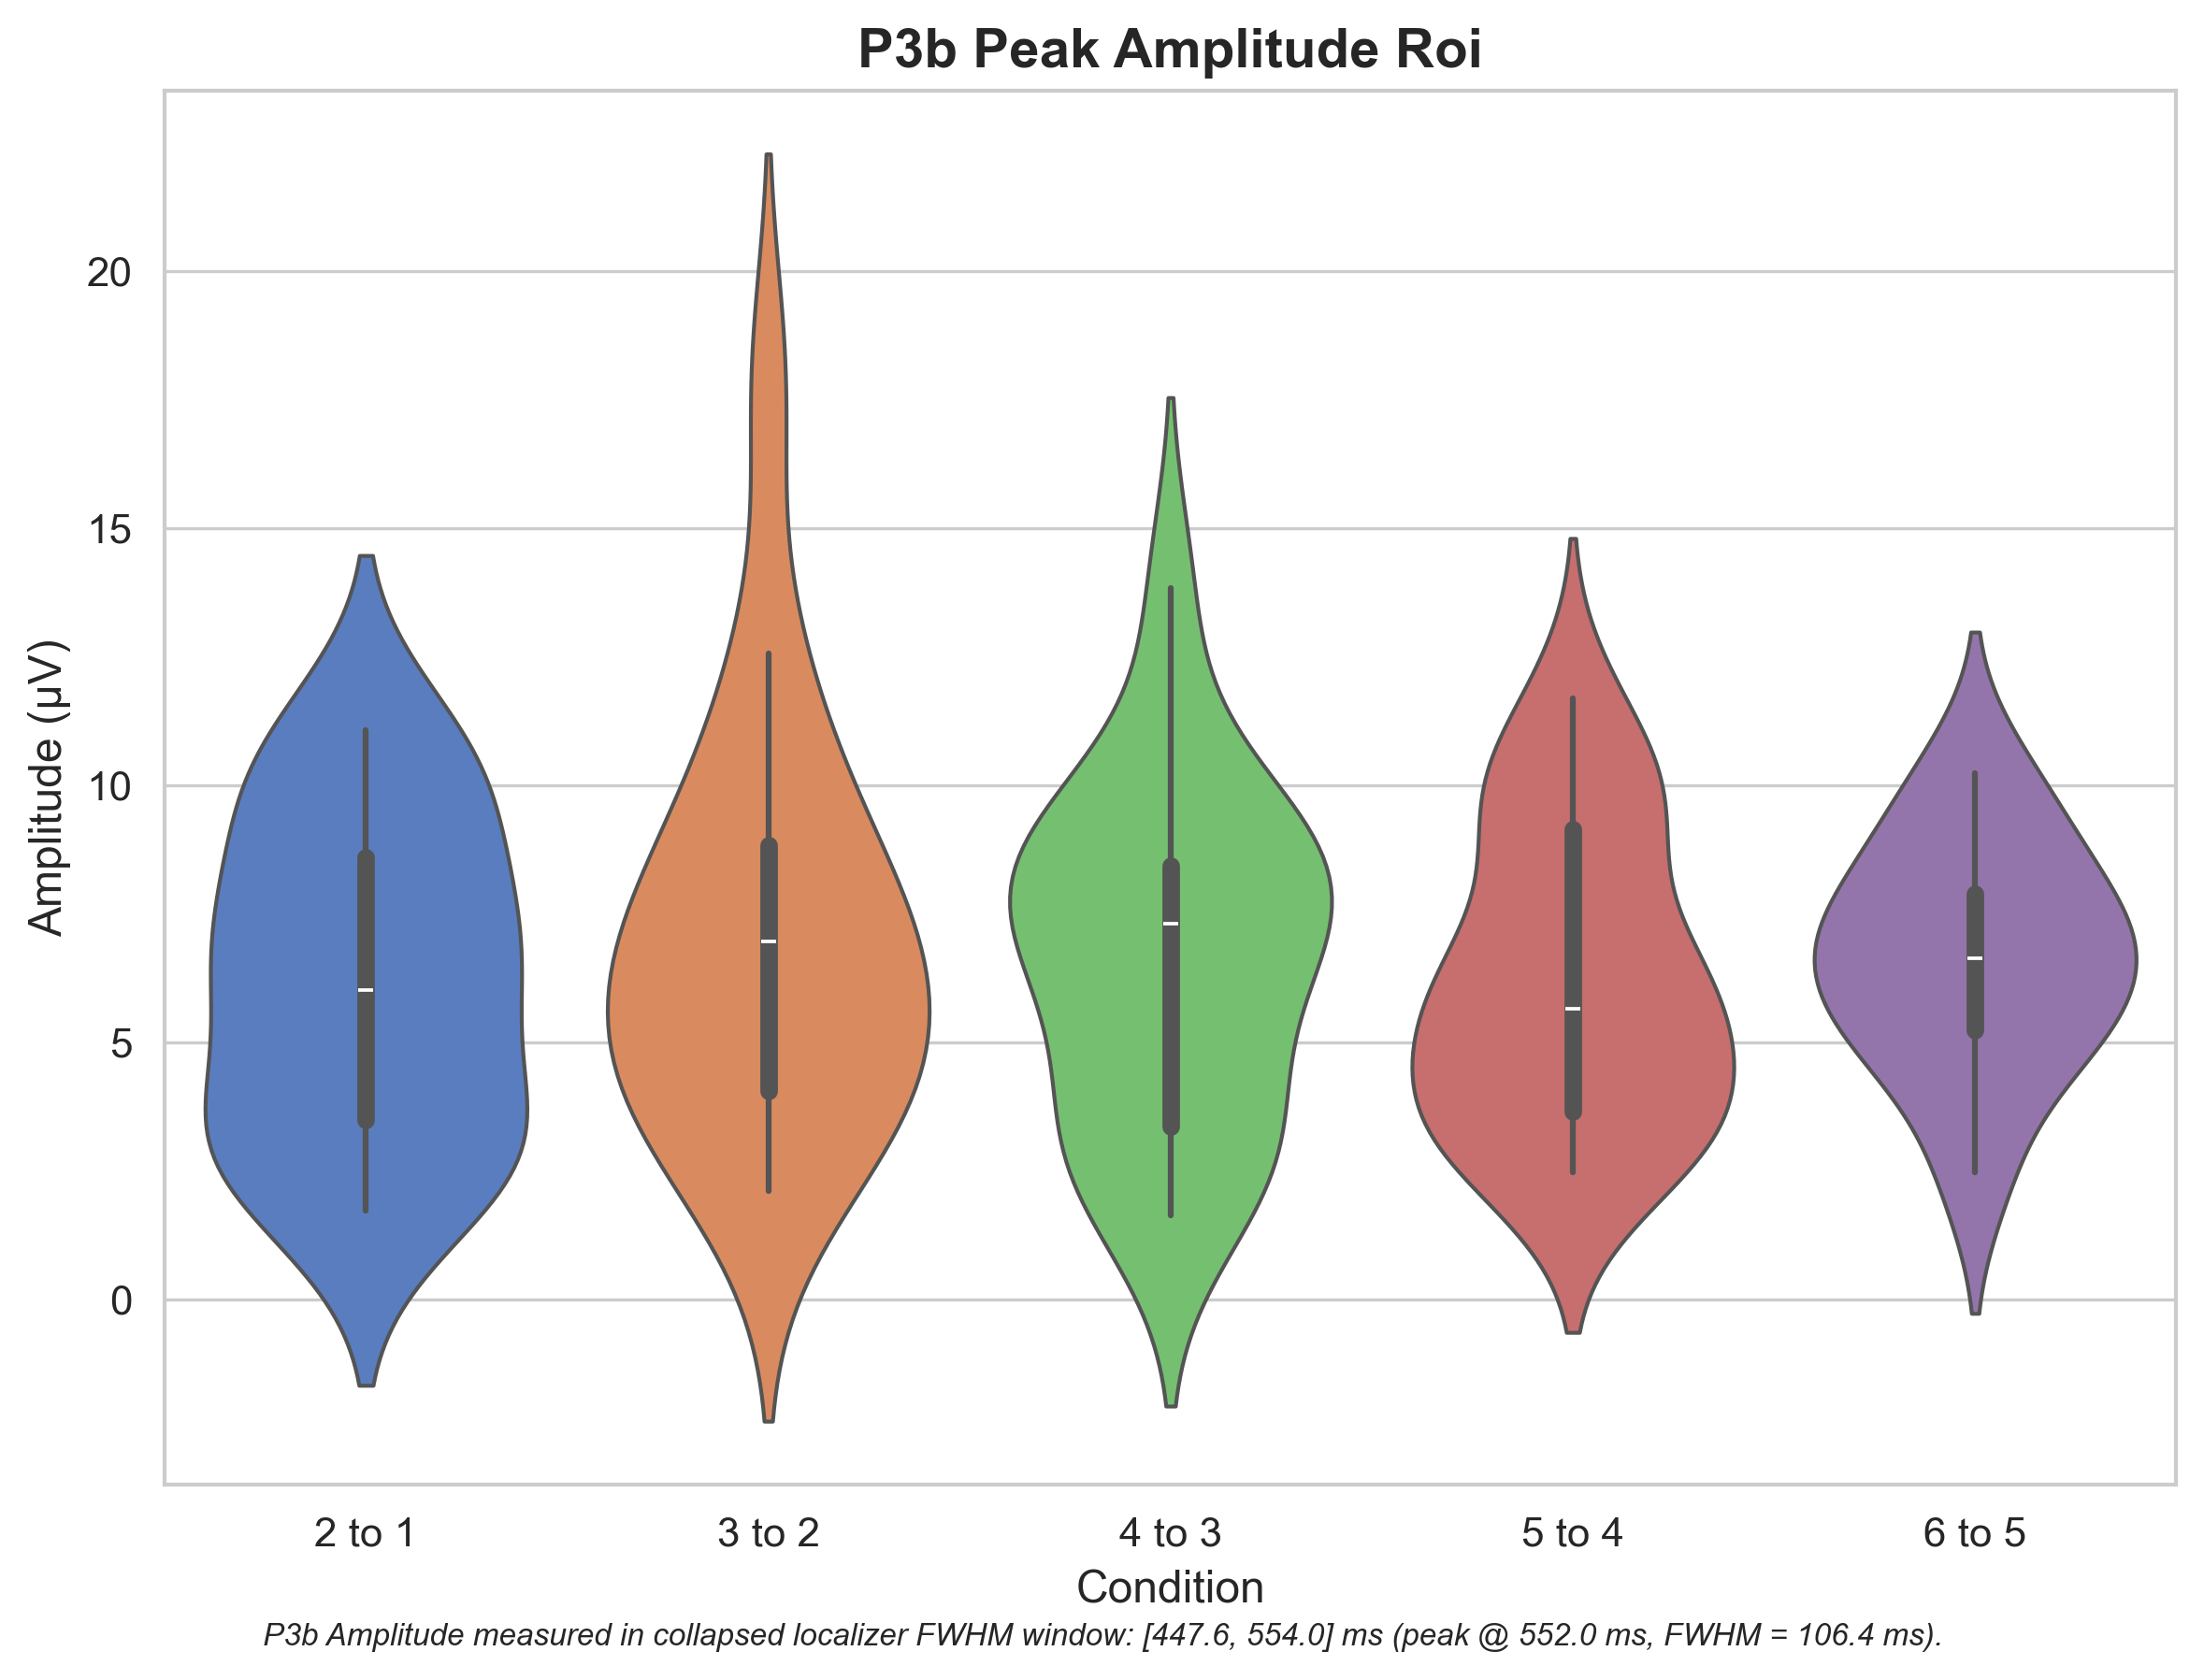 P3b Peak Amplitude Roi
Amplitude (µV)
20
15
10
5
0
2 to 1
3 to 2
4 to 3
5 to 4
6 to 5
Condition
P3b Amplitude measured in collapsed localizer FWHM window: [447.6, 554.0] ms (peak @ 552.0 ms, FWHM = 106.4 ms).